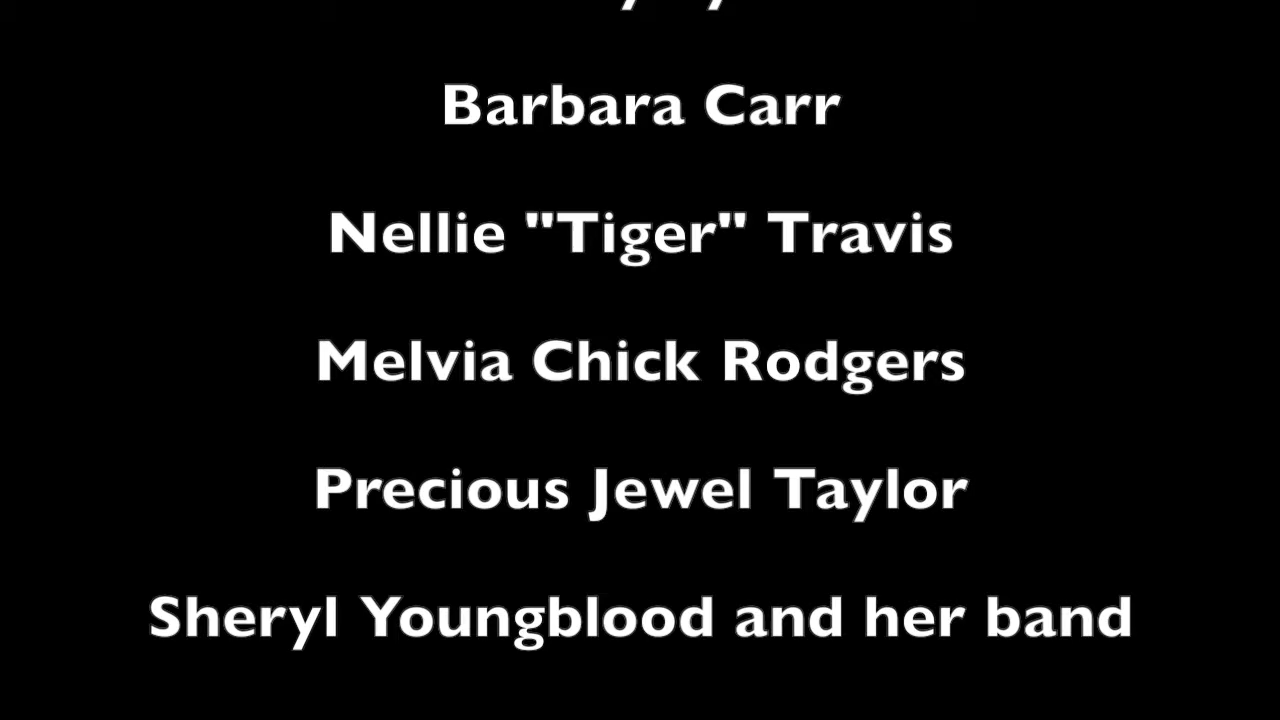 Barbara Carr
Nellie "Tiger" Travis
Melvia Chick Rodgers
Precious Jewel Taylor
Sheryl Youngblood and her band